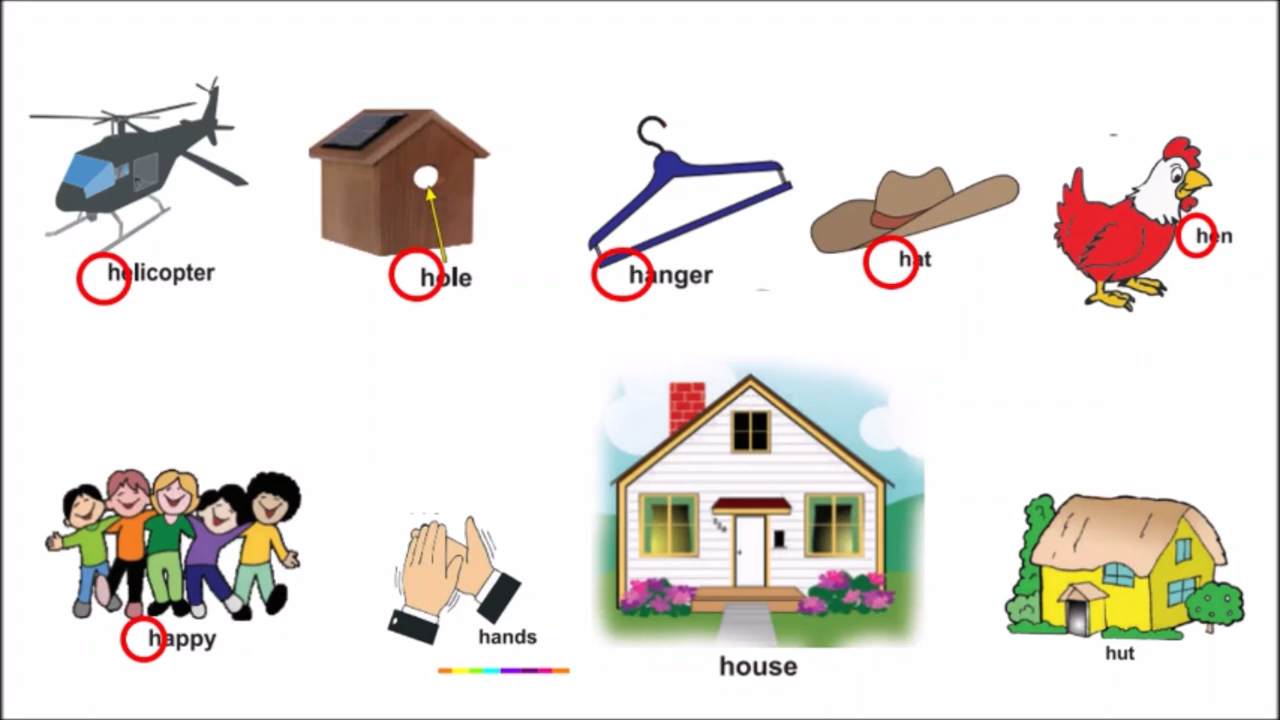 helicopter
hole
hanger
hat
hen
happy
hands
house
hut